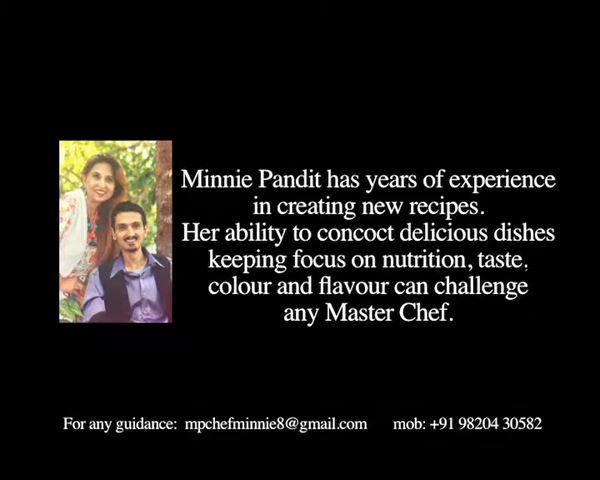 Minnie Pandit has years of experience
in creating new recipes.
Her ability to concoct delicious dishes
keeping focus on nutrition, taste,
colour and flavour can challenge
any Master Chef.
For any guidance: mpchefminnie8@gmail.com mob: +91 98204 30582